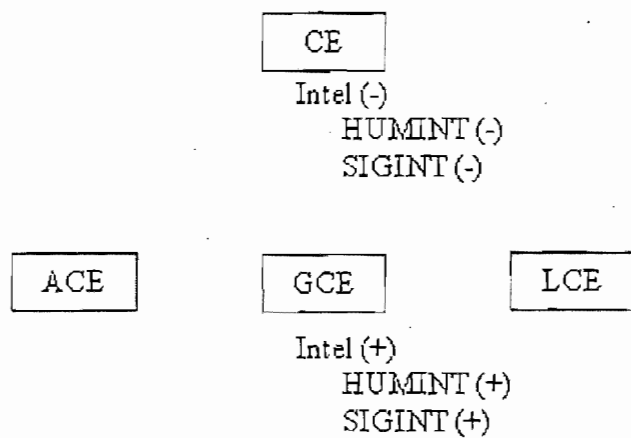 CE
Intel (-)
HUMINT (-)
SIGINT (-)
ACE GCE LCE
Intel (+)
HUMINT (+)
SIGINT (+)